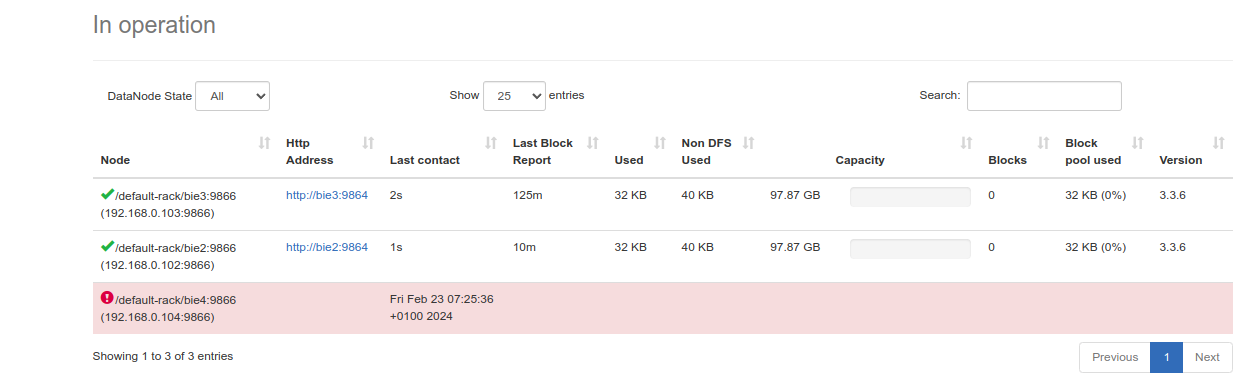 In operation
DataNode State All Show 25 entries Search:
Node Http Address Last contact Last Block Report Used Non DFS Used Capacity Blocks Block pool used Version
/default-rack/bie3:9866 http://bie3:9864 2s 125m 32 KB 40 KB 97.87 GB 0 32 KB (0%) 3.3.6
(192.168.0.103:9866)
/default-rack/bie2:9866 http://bie2:9864 1s 10m 32 KB 40 KB 97.87 GB 0 32 KB (0%) 3.3.6
(192.168.0.102:9866)
/default-rack/bie4:9866 Fri Feb 23 07:25:36
(192.168.0.104:9866) +0100 2024
Showing 1 to 3 of 3 entries Previous 1 Next